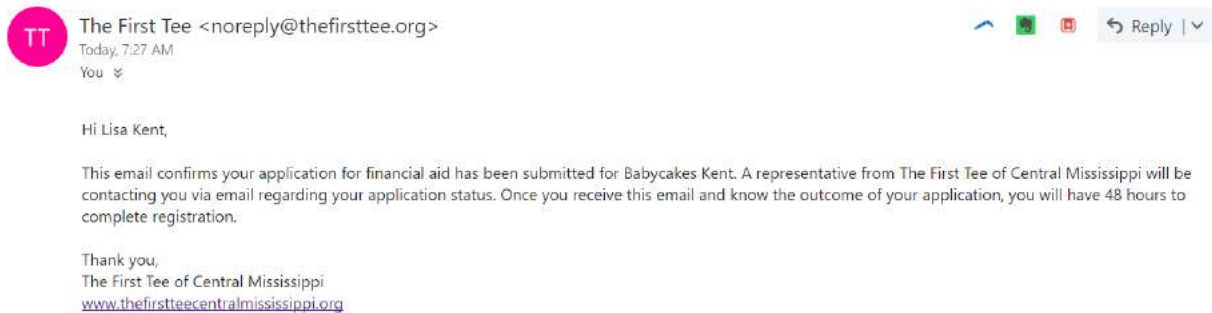 TT
The First Tee <noreply@thefirsttee.org>
Reply
Today, 7:27 AM
You
Hi Lisa Kent,
This email confirms your application for financial aid has been submitted for Babycakes Kent. A representative from The First Tee of Central Mississippi will be
contacting you via email regarding your application status. Once you receive this email and know the outcome of your application, you will have 48 hours to
complete registration.
Thank you,
The First Tee of Central Mississippi
www.thefirstteecentralmississippi.org